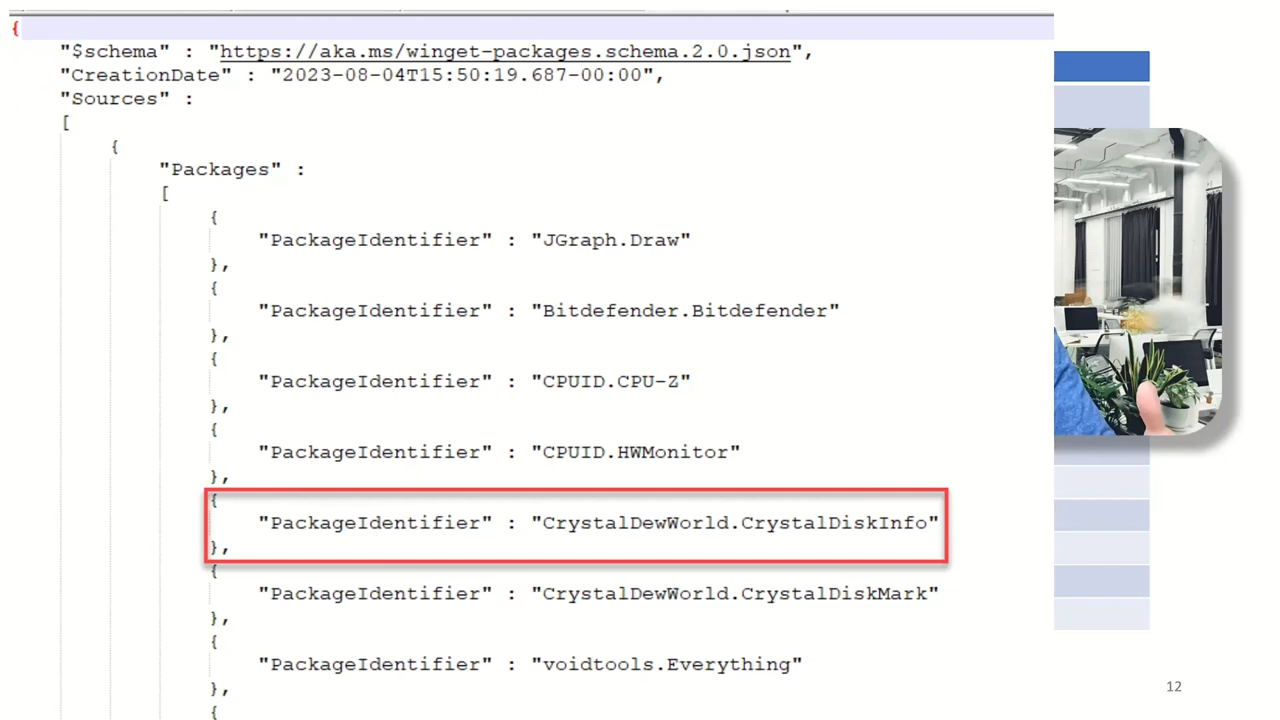 {
"$schema" : "https://aka.ms/winget-packages.schema.2.0.json",
"CreationDate" : "2023-08-04T15:50:19.687-00:00",
"Sources" :
[
{
"Packages" :
[
{
"PackageIdentifier" : "JGraph.Draw"
},
{
"PackageIdentifier" : "Bitdefender.Bitdefender"
},
{
"PackageIdentifier" : "CPUID.CPU-Z"
},
{
"PackageIdentifier" : "CPUID.HWMonitor"
},
{
"PackageIdentifier" : "CrystalDewWorld.CrystalDiskInfo"
},
{
"PackageIdentifier" : "CrystalDewWorld.CrystalDiskMark"
},
{
"PackageIdentifier" : "voidtools.Everything"
},
{
12